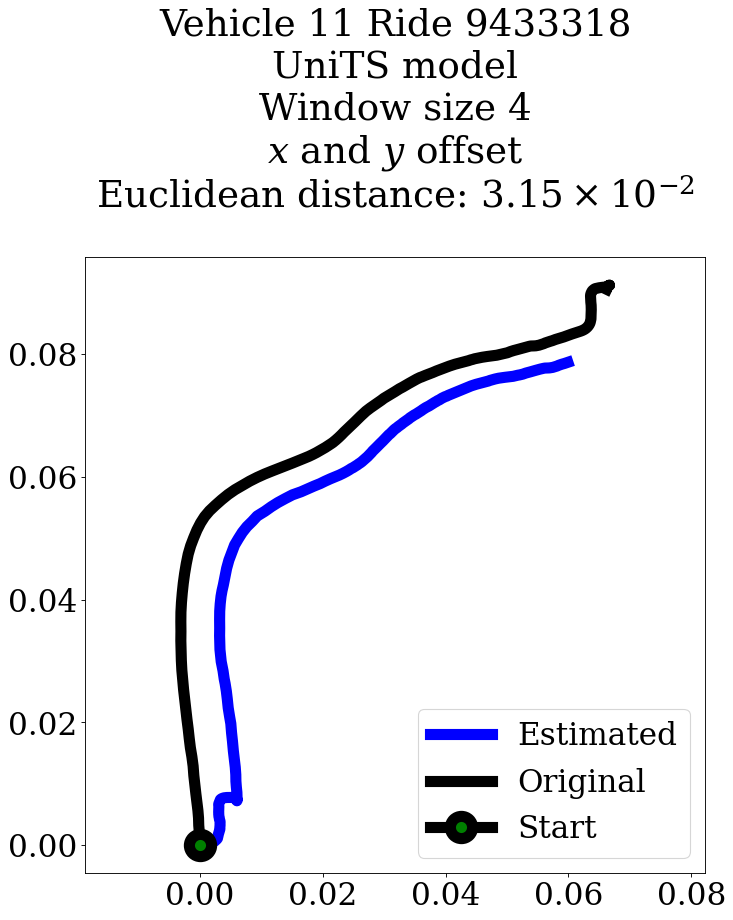 Vehicle 11 Ride 9433318
UniTS model
Window size 4
x and y offset
Euclidean distance: 3.15 × 10⁻²
0.08
0.06
0.04
0.02
0.00
Estimated
Original
Start
0.00 0.02 0.04 0.06 0.08